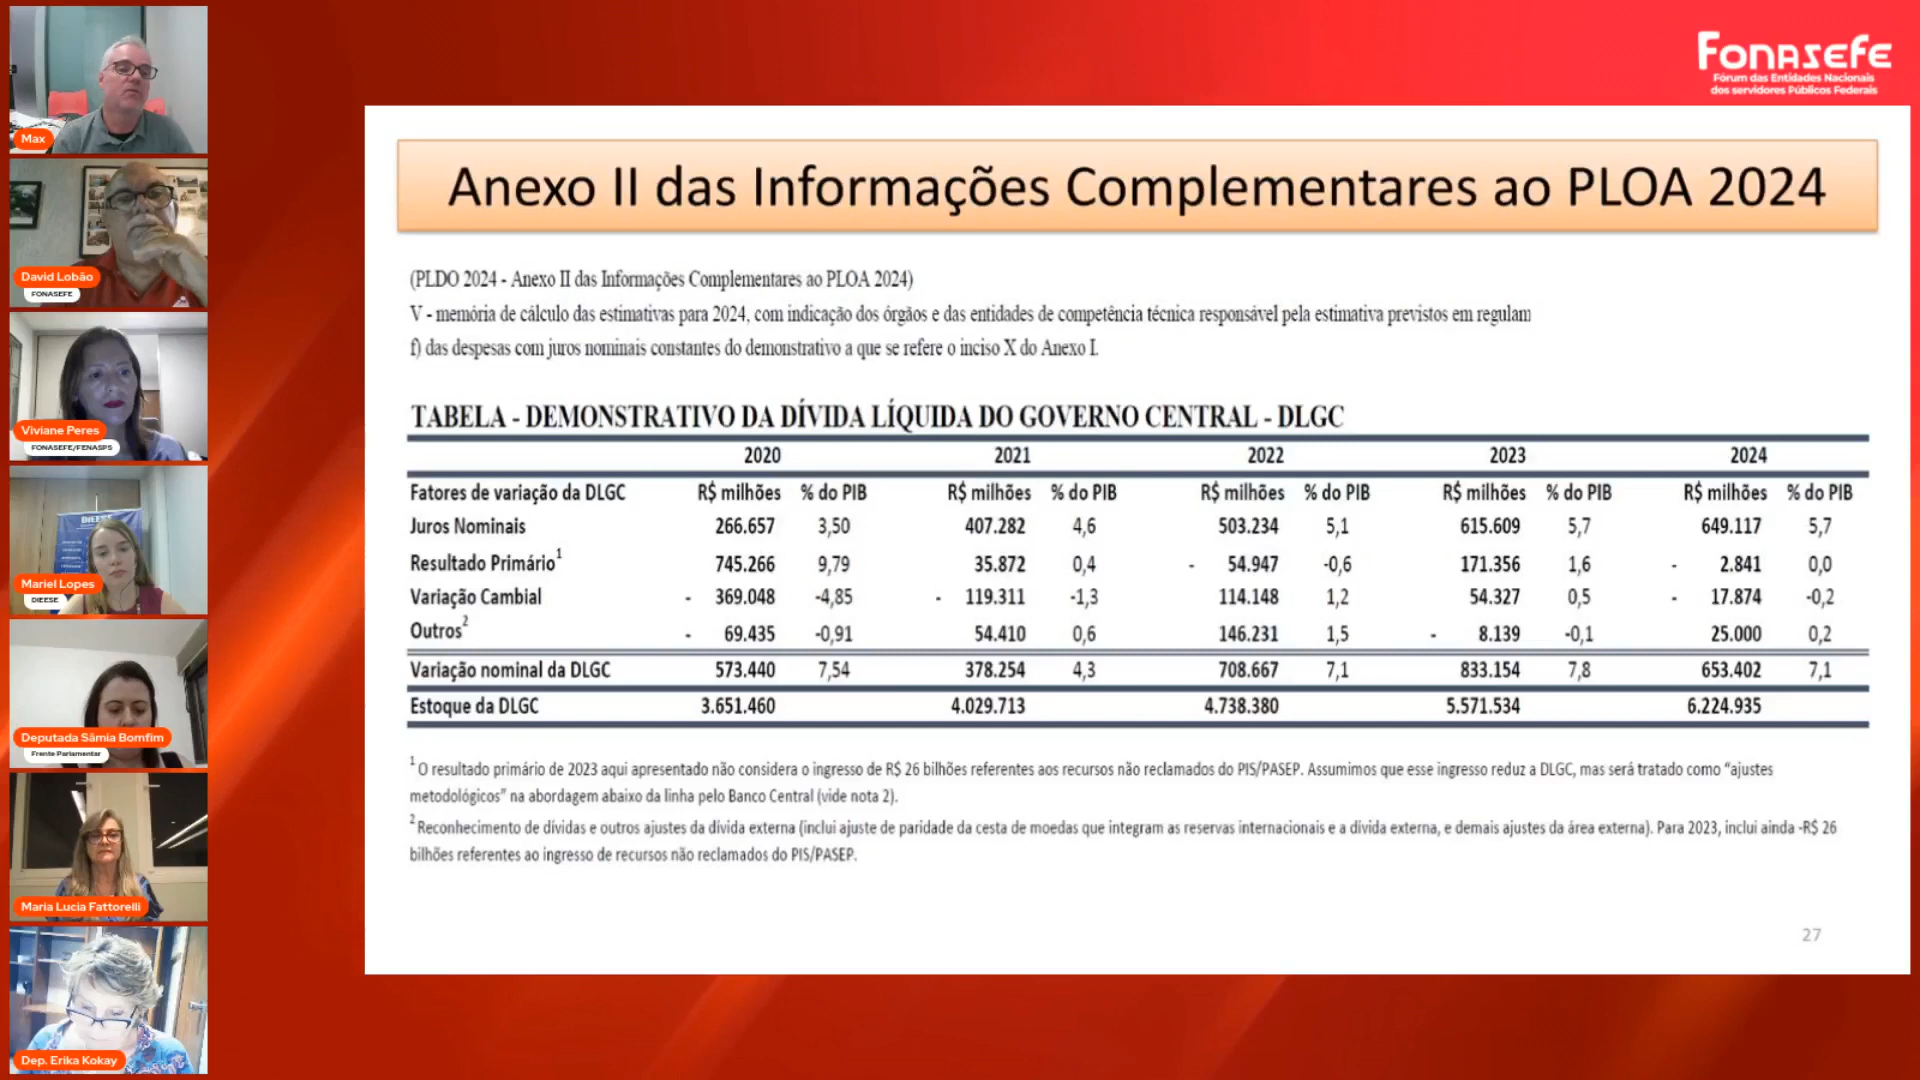 Max
David Lobão
FONASEFE
Viviane Peres
FONASEFE/FENASPS
DIEESE
Mariel Lopes
DIEESE
Deputada Sâmia Bomfim
Frente Parlamentar
Maria Lucia Fattorelli
Dep. Erika Kokay
FONASEFE
Fórum das Entidades Nacionais
dos servidores Públicos Federais
Anexo II das Informações Complementares ao PLOA 2024
(PLDO 2024 - Anexo II das Informações Complementares ao PLOA 2024)
V - memória de cálculo das estimativas para 2024, com indicação dos órgãos e das entidades de competência técnica responsável pela estimativa previstos em regulam
f) das despesas com juros nominais constantes do demonstrativo a que se refere o inciso X do Anexo I.
TABELA - DEMONSTRATIVO DA DÍVIDA LÍQUIDA DO GOVERNO CENTRAL - DLGC
2020 2021 2022 2023 2024
Fatores de variação da DLGC R$ milhões % do PIB R$ milhões % do PIB R$ milhões % do PIB R$ milhões % do PIB R$ milhões % do PIB
Juros Nominais 266.657 3,50 407.282 4,6 503.234 5,1 615.609 5,7 649.117 5,7
Resultado Primário¹ 745.266 9,79 35.872 0,4 - 54.947 -0,6 171.356 1,6 - 2.841 0,0
Variação Cambial - 369.048 -4,85 - 119.311 -1,3 114.148 1,2 54.327 0,5 - 17.874 -0,2
Outros² - 69.435 -0,91 54.410 0,6 146.231 1,5 - 8.139 -0,1 25.000 0,2
Variação nominal da DLGC 573.440 7,54 378.254 4,3 708.667 7,1 833.154 7,8 653.402 7,1
Estoque da DLGC 3.651.460 4.029.713 4.738.380 5.571.534 6.224.935
¹ O resultado primário de 2023 aqui apresentado não considera o ingresso de R$ 26 bilhões referentes aos recursos não reclamados do PIS/PASEP. Assumimos que esse ingresso reduz a DLGC, mas será tratado como “ajustes
metodológicos” na abordagem abaixo da linha pelo Banco Central (vide nota 2).
² Reconhecimento de dívidas e outros ajustes da dívida externa (inclui ajuste de paridade da cesta de moedas que integram as reservas internacionais e a dívida externa, e demais ajustes da área externa). Para 2023, inclui ainda -R$ 26
bilhões referentes ao ingresso de recursos não reclamados do PIS/PASEP.
27